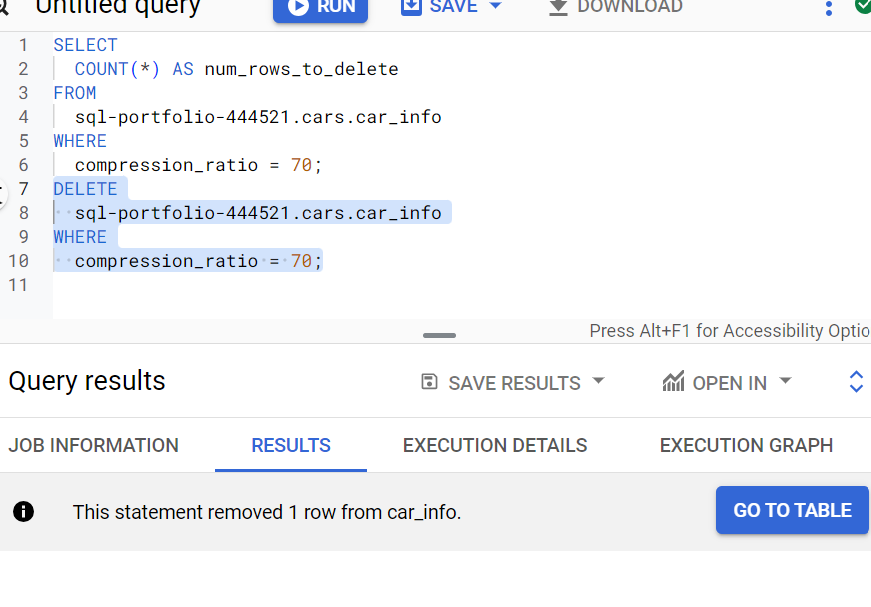 Untitled query RUN SAVE DOWNLOAD
1 SELECT
2 COUNT(*) AS num_rows_to_delete
3 FROM
4 sql-portfolio-444521.cars.car_info
5 WHERE
6 compression_ratio = 70;
7 DELETE
8 sql-portfolio-444521.cars.car_info
9 WHERE
10 compression_ratio = 70;
11
Press Alt+F1 for Accessibility Optio
Query results SAVE RESULTS OPEN IN
JOB INFORMATION RESULTS EXECUTION DETAILS EXECUTION GRAPH
This statement removed 1 row from car_info. GO TO TABLE